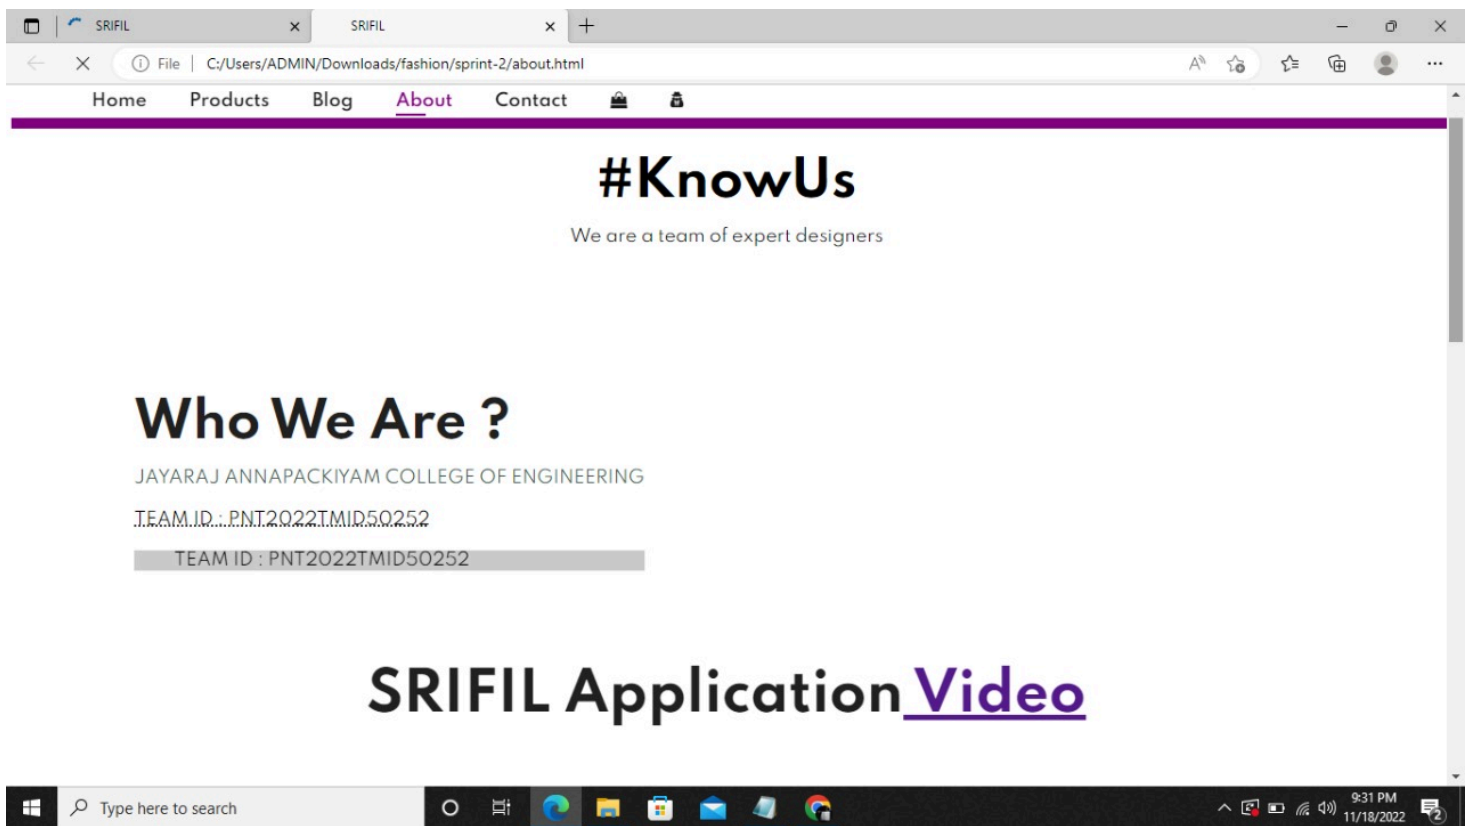 SRIFIL
SRIFIL
File | C:/Users/ADMIN/Downloads/fashion/sprint-2/about.html
Home Products Blog About Contact
#KnowUs
We are a team of expert designers
Who We Are ?
JAYARAJ ANNAPACKIYAM COLLEGE OF ENGINEERING
TEAM ID : PNT2022TMID50252
TEAM ID : PNT2022TMID50252
SRIFIL Application Video
Type here to search
9:31 PM
11/18/2022
2